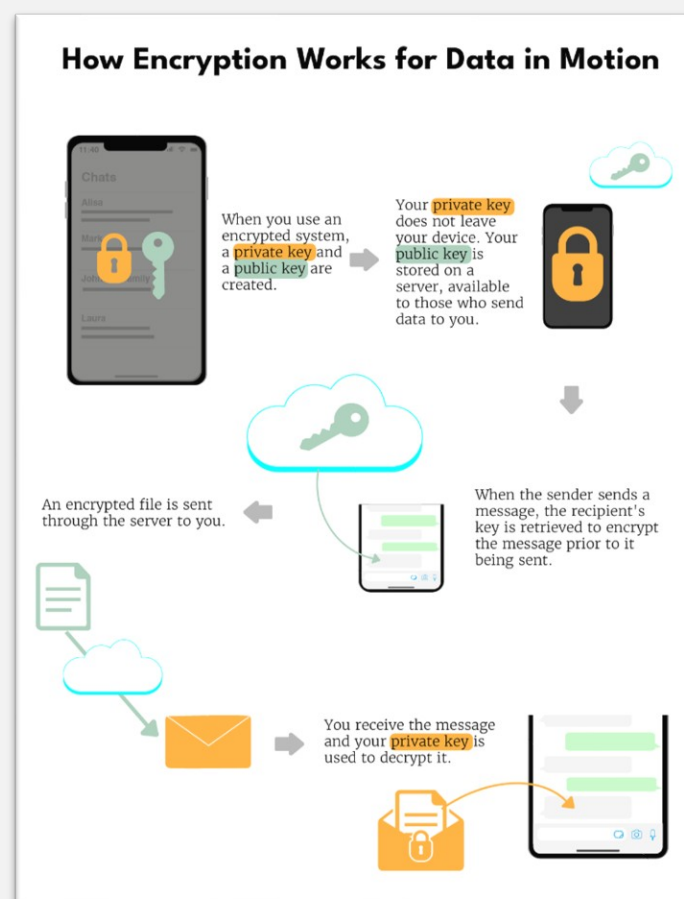 How Encryption Works for Data in Motion
11:40
Chats
Alisa
When you use an
encrypted system,
a private key and
a public key are
created.
Your private key
does not leave
your device. Your
public key is
stored on a
server, available
to those who send
data to you.
Laura
When the sender sends a
message, the recipient's
key is retrieved to encrypt
the message prior to it
being sent.
An encrypted file is sent
through the server to you.
You receive the message
and your private key is
used to decrypt it.